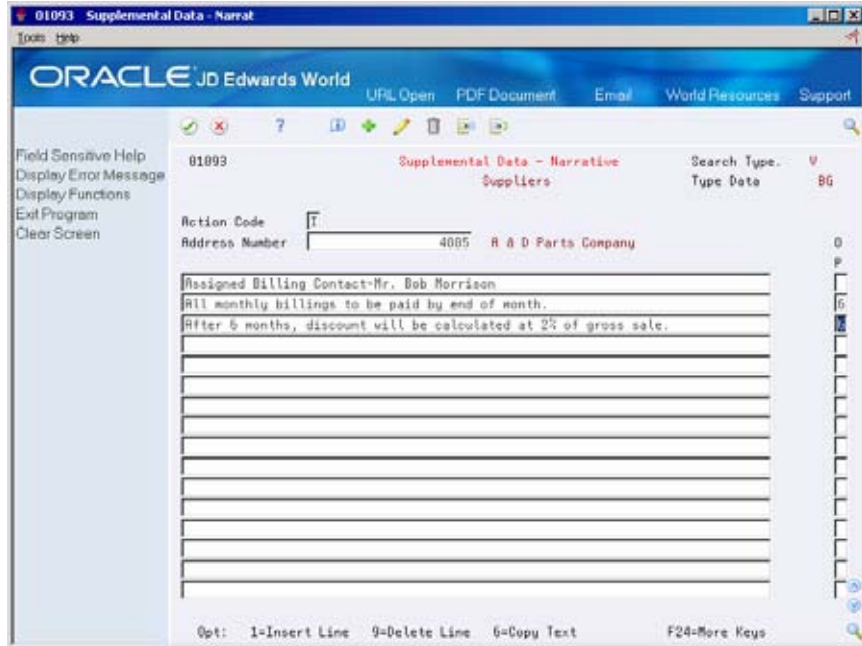 01093 Supplemental Data - Narrat
Tools Help
ORACLE JD Edwards World
URL Open PDF Document Email World Resources Support
Field Sensitive Help
Display Error Message
Display Functions
Exit Program
Clear Screen
01093 Supplemental Data - Narrative Search Type. V
Suppliers Type Data BG
Action Code I
Address Number 4005 A & D Parts Company O
P
Assigned Billing Contact-Mr. Bob Morrison
All monthly billings to be paid by end of month. 6
After 6 months, discount will be calculated at 2% of gross sale.
Opt: 1=Insert Line 9=Delete Line 6=Copy Text F24=More Keys